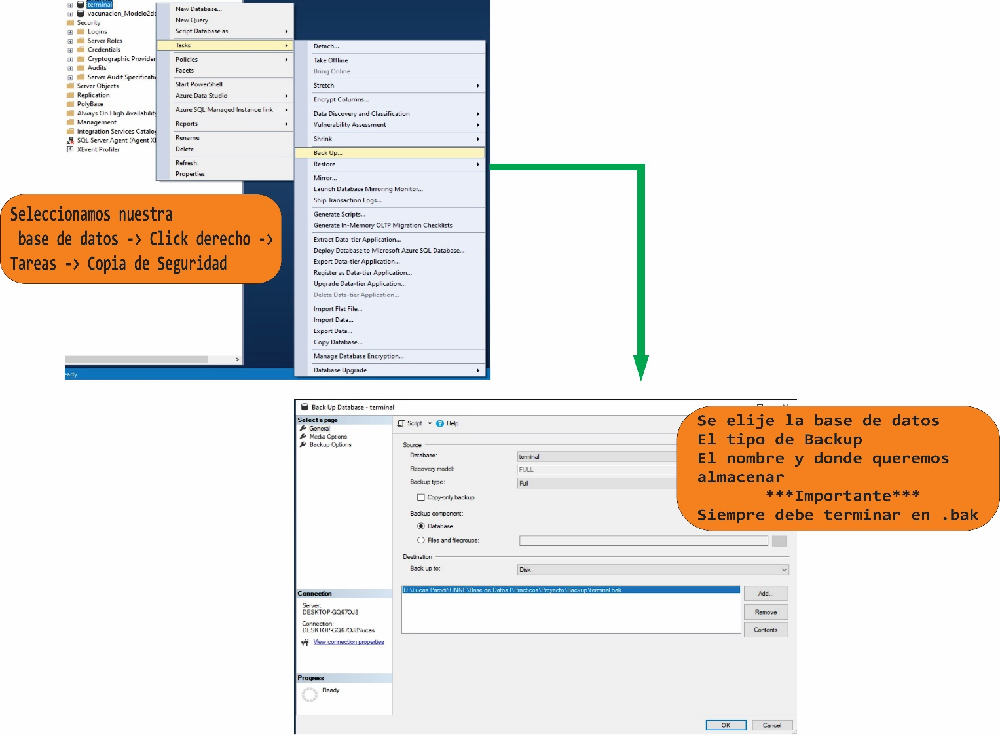 terminal
vacunacion_Modelo2d
Security
Logins
Server Roles
Credentials
Cryptographic Provider
Audits
Server Audit Specificati
Server Objects
Replication
PolyBase
Always On High Availability
Management
Integration Services Catalo
SQL Server Agent (Agent X
XEvent Profiler
New Database...
New Query
Script Database as
Tasks
Policies
Facets
Start PowerShell
Azure Data Studio
Azure SQL Managed Instance link
Reports
Rename
Delete
Refresh
Properties
Detach...
Take Offline
Bring Online
Stretch
Encrypt Columns...
Data Discovery and Classification
Vulnerability Assessment
Shrink
Back Up...
Restore
Mirror...
Launch Database Mirroring Monitor...
Ship Transaction Logs...
Generate Scripts...
Generate In-Memory OLTP Migration Checklists
Extract Data-tier Application...
Deploy Database to Microsoft Azure SQL Database...
Export Data-tier Application...
Register as Data-tier Application...
Upgrade Data-tier Application...
Delete Data-tier Application...
Import Flat File...
Import Data...
Export Data...
Copy Database...
Manage Database Encryption...
Database Upgrade
Seleccionamos nuestra
base de datos -> Click derecho ->
Tareas -> Copia de Seguridad
eady
Back Up Database - terminal
Select a page
General
Media Options
Backup Options
Script
Help
Source
Database:
terminal
Recovery model:
FULL
Backup type:
Full
Copy-only backup
Backup component:
Database
Files and filegroups:
...
Destination
Back up to:
Disk
D:\Lucas Parodi\UNNE\Base de Datos I\Practicos\Proyecto\Backup\terminal.bak
Add...
Remove
Contents
Connection
Server:
DESKTOP-GQ67OJ8
Connection:
DESKTOP-GQ67OJ8\lucas
View connection properties
Progress
Ready
OK
Cancel
Se elije la base de datos
El tipo de Backup
El nombre y donde queremos
almacenar
***Importante***
Siempre debe terminar en .bak